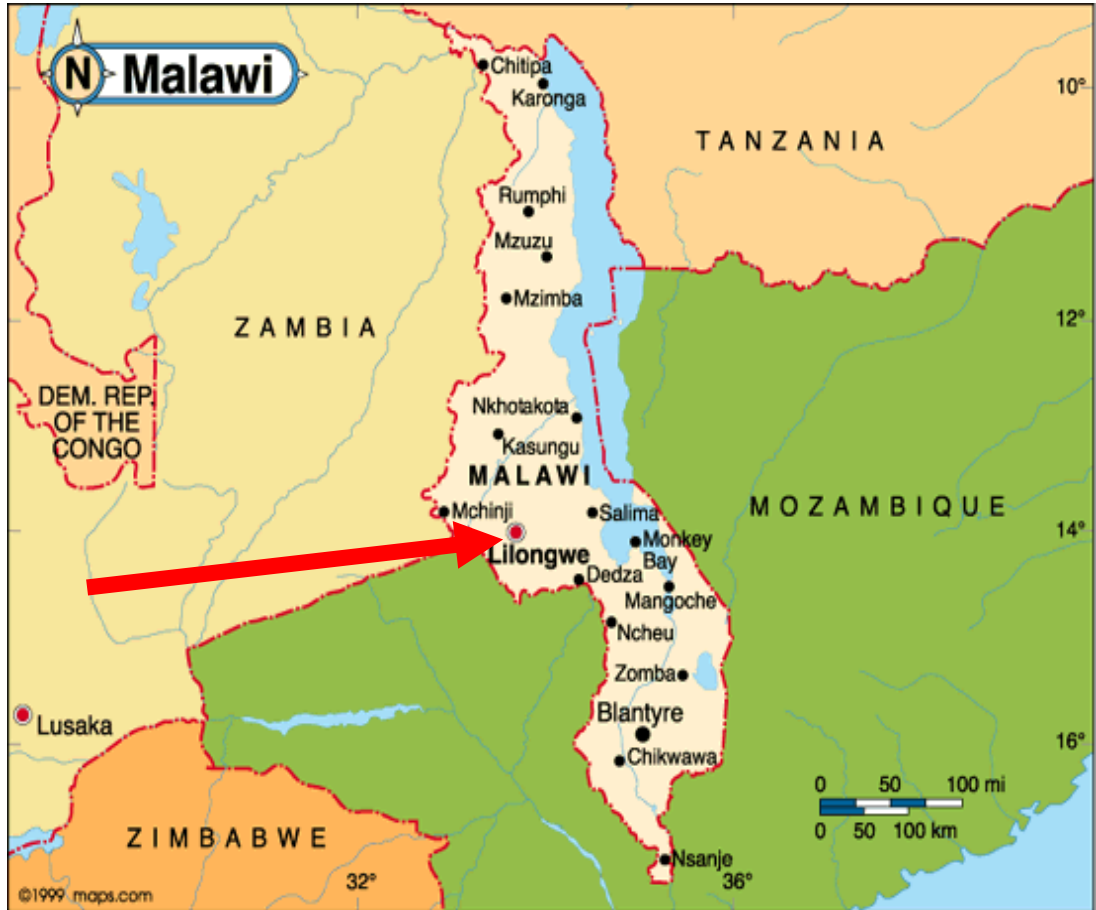 N Malawi
Chitipa
Karonga
10°
TANZANIA
Rumphi
Mzuzu
Mzimba
ZAMBIA
12°
DEM. REP.
OF THE
CONGO
Nkhotakota
Kasungu
MALAWI
MOZAMBIQUE
Mchinji
Salima
14°
Lilongwe
Monkey
Bay
Dedza
Mangoche
Ncheu
Zomba
Lusaka
Blantyre
16°
Chikwawa
0 50 100 mi
0 50 100 km
ZIMBABWE
Nsanje
32°
36°
©1999 maps.com